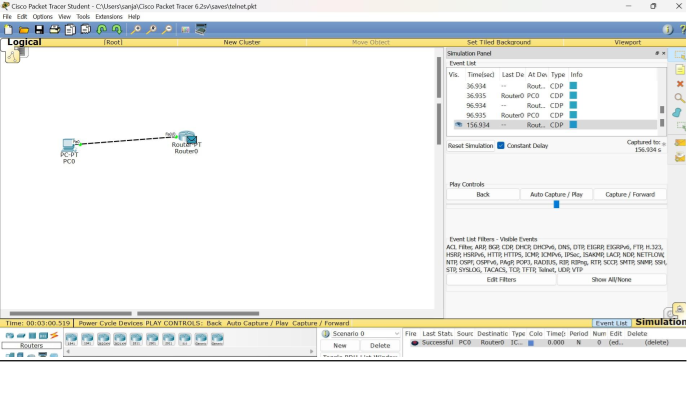 Cisco Packet Tracer Student - C:\Users\sanja\Cisco Packet Tracer 6.2sv\saves\telnet.pkt
File Edit Options View Tools Extensions Help
Logical [Root] New Cluster Move Object Set Tiled Background Viewport
Simulation Panel
Event List
Vis. Time(sec) Last De At Dev Type Info
36.934 -- Rout... CDP
36.935 Router0 PC0 CDP
96.934 -- Rout... CDP
96.935 Router0 PC0 CDP
156.934 -- Rout... CDP
Reset Simulation Constant Delay Captured to:
156.934 s
PC-PT
PC0
Router-PT
Router0
Play Controls
Back Auto Capture / Play Capture / Forward
Event List Filters - Visible Events
ACL Filter, ARP, BGP, CDP, DHCP, DHCPv6, DNS, DTP, EIGRP, EIGRPv6, FTP, H.323,
HSRP, HSRPv6, HTTP, HTTPS, ICMP, ICMPv6, IPSec, ISAKMP, LACP, NDP, NETFLOW,
NTP, OSPF, OSPFv6, PAgP, POP3, RADIUS, RIP, RIPng, RTP, SCCP, SMTP, SNMP, SSH,
STP, SYSLOG, TACACS, TCP, TFTP, Telnet, UDP, VTP
Edit Filters Show All/None
Time: 00:03:00.519 Power Cycle Devices PLAY CONTROLS: Back Auto Capture / Play Capture / Forward Event List Simulation
Routers
Scenario 0
New Delete
Fire Last Statu Sourc Destinatic Type Colo Time(: Period Num Edit Delete
Successful PC0 Router0 IC... 0.000 N 0 (ed... (delete)